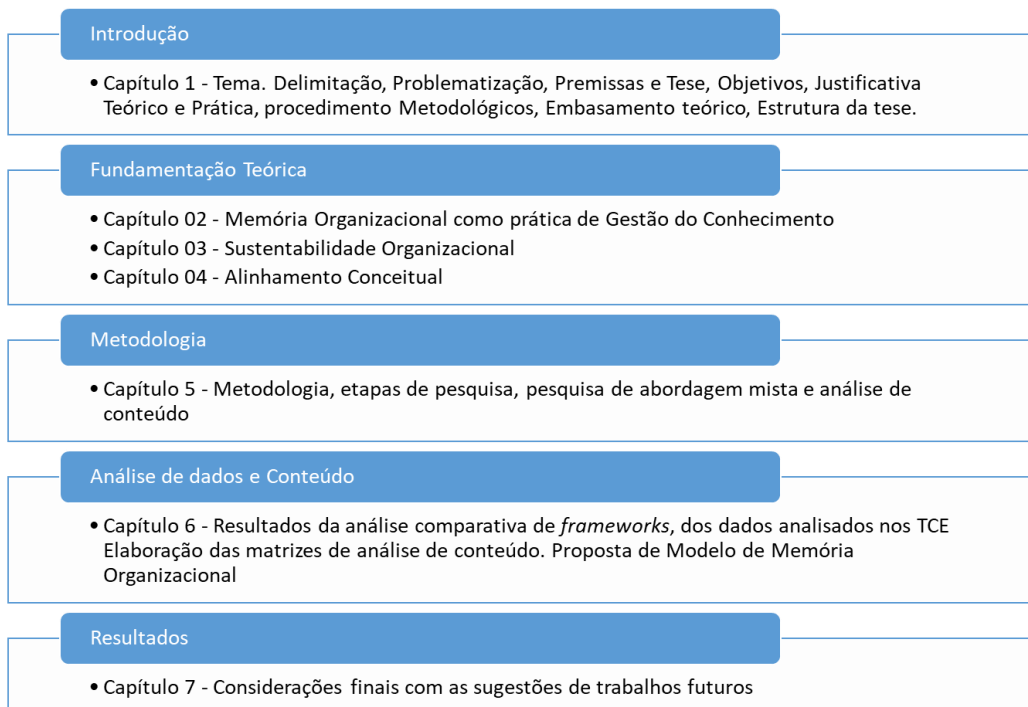 Introdução
• Capítulo 1 - Tema. Delimitação, Problematização, Premissas e Tese, Objetivos, Justificativa
Teórico e Prática, procedimento Metodológicos, Embasamento teórico, Estrutura da tese.
Fundamentação Teórica
• Capítulo 02 - Memória Organizacional como prática de Gestão do Conhecimento
• Capítulo 03 - Sustentabilidade Organizacional
• Capítulo 04 - Alinhamento Conceitual
Metodologia
• Capítulo 5 - Metodologia, etapas de pesquisa, pesquisa de abordagem mista e análise de
conteúdo
Análise de dados e Conteúdo
• Capítulo 6 - Resultados da análise comparativa de frameworks, dos dados analisados nos TCE
Elaboração das matrizes de análise de conteúdo. Proposta de Modelo de Memória
Organizacional
Resultados
• Capítulo 7 - Considerações finais com as sugestões de trabalhos futuros